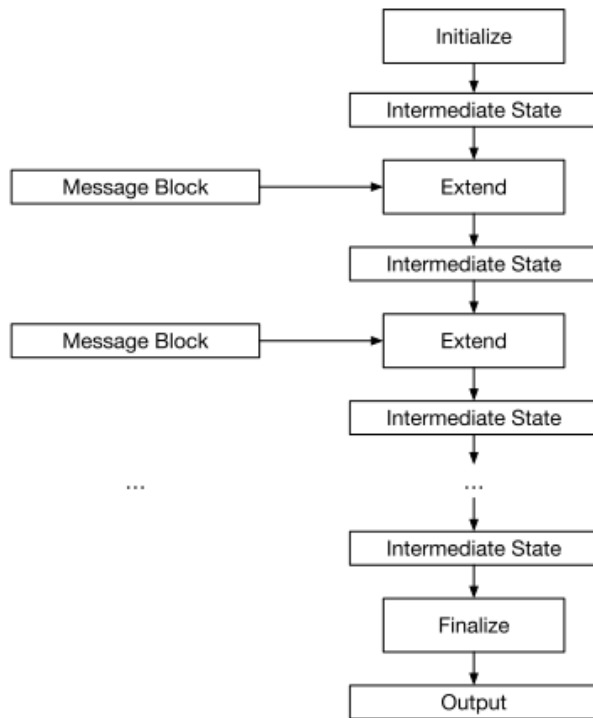 Initialize
Intermediate State
Message Block
Extend
Intermediate State
Message Block
Extend
Intermediate State
...
...
Intermediate State
Finalize
Output